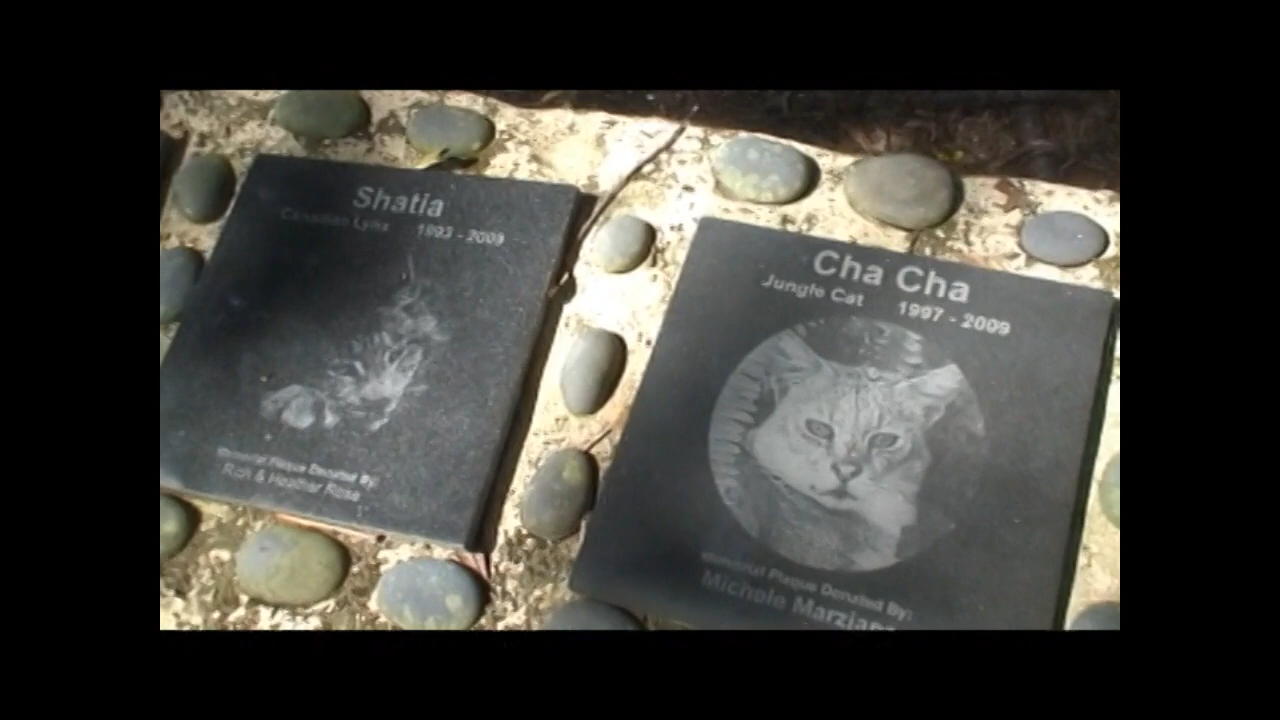 Shatia
Canadian Lynx 1993 - 2009
Memorial Plaque Donated By:
Rich & Heather
Cha Cha
Jungle Cat 1997 - 2009
Memorial Plaque Donated By:
Michele